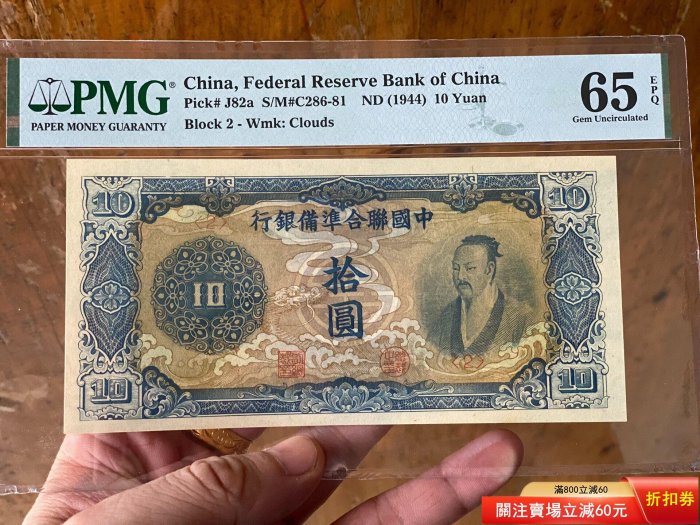 PMG®
PAPER MONEY GUARANTY
China, Federal Reserve Bank of China
Pick# J82a S/M#C286-81 ND (1944) 10 Yuan
Block 2 - Wmk: Clouds
65 EPQ
Gem Uncirculated
10
10
行銀備準合聯國中
10
拾圓
<2>
10
10
滿800立減60
關注賣場立減60元
折扣券